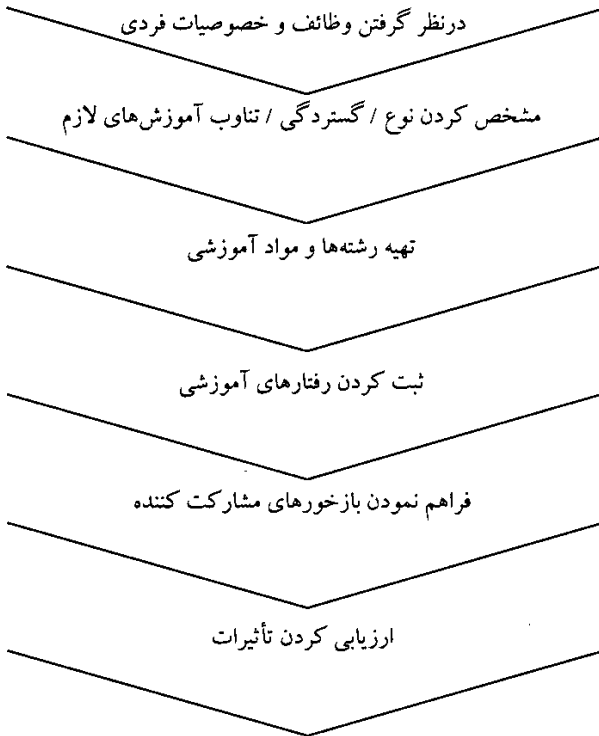 درنظر گرفتن وظائف و خصوصیات فردی
مشخص کردن نوع / گستردگی / تناوب آموزش‌های لازم
تهیه رشته‌ها و مواد آموزشی
ثبت کردن رفتارهای آموزشی
فراهم نمودن بازخورهای مشارکت کننده
ارزیابی کردن تأثیرات